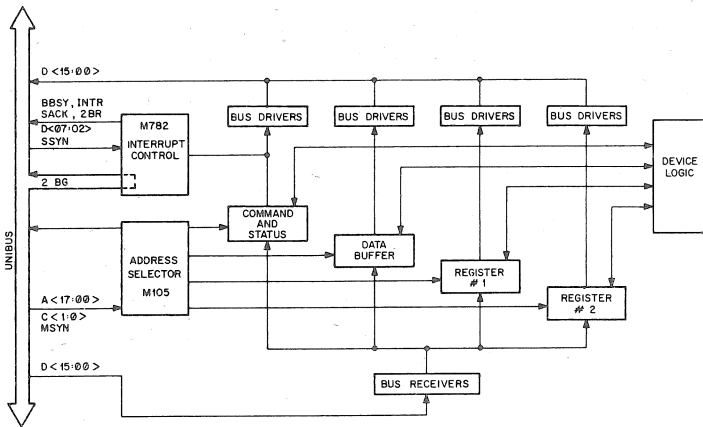 D <15:00>
BBSY, INTR
SACK, 2BR
D<07:02>
SSYN
2 BG
M782
INTERRUPT
CONTROL
BUS DRIVERS
BUS DRIVERS
BUS DRIVERS
BUS DRIVERS
DEVICE
LOGIC
UNIBUS
ADDRESS
SELECTOR
M105
COMMAND
AND
STATUS
DATA
BUFFER
REGISTER
# 1
REGISTER
# 2
A <17:00>
C <1:0>
MSYN
D <15:00>
BUS RECEIVERS